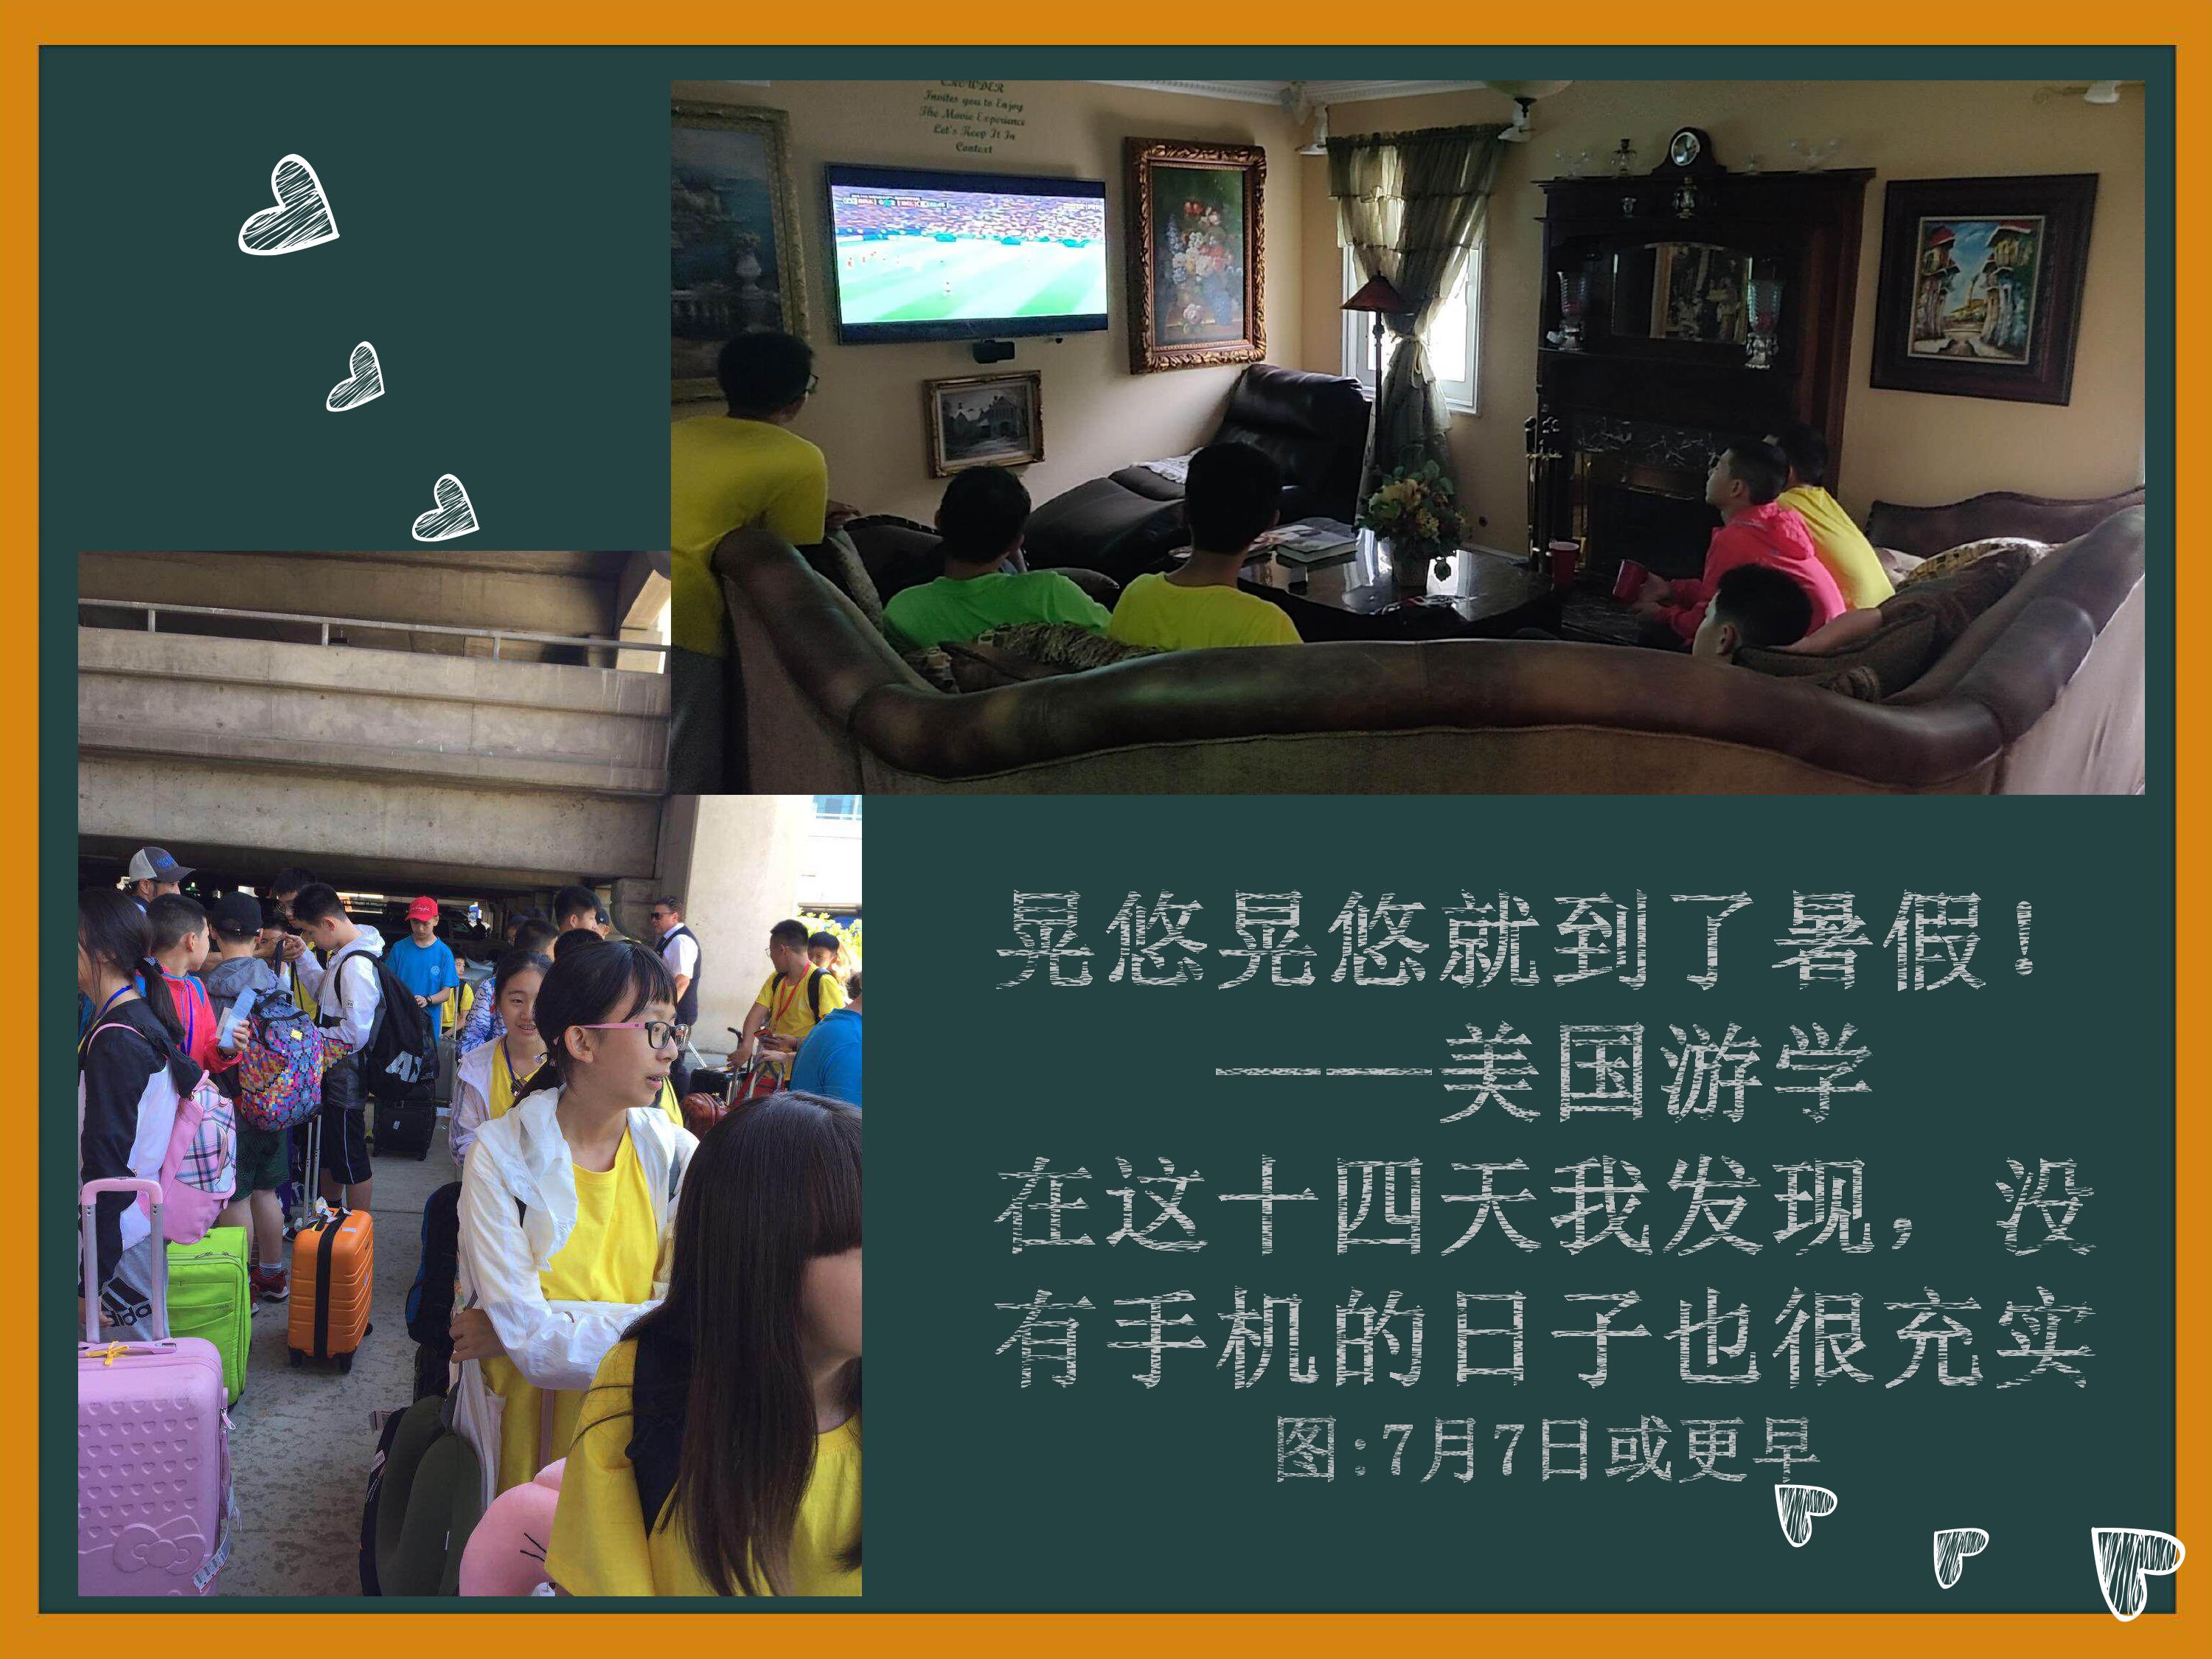 CROWDER
Invites you to Enjoy
The Movie Experience
Let's Keep It In
Context
晃悠晃悠就到了暑假！
——美国游学
在这十四天我发现，没
有手机的日子也很充实
图：7月7日或更早
adidas